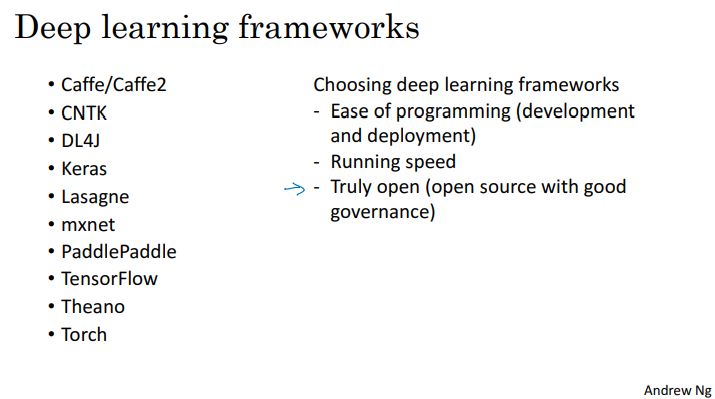 Deep learning frameworks
• Caffe/Caffe2
• CNTK
• DL4J
• Keras
• Lasagne
• mxnet
• PaddlePaddle
• TensorFlow
• Theano
• Torch
Choosing deep learning frameworks
- Ease of programming (development
and deployment)
- Running speed
- Truly open (open source with good
governance)
Andrew Ng